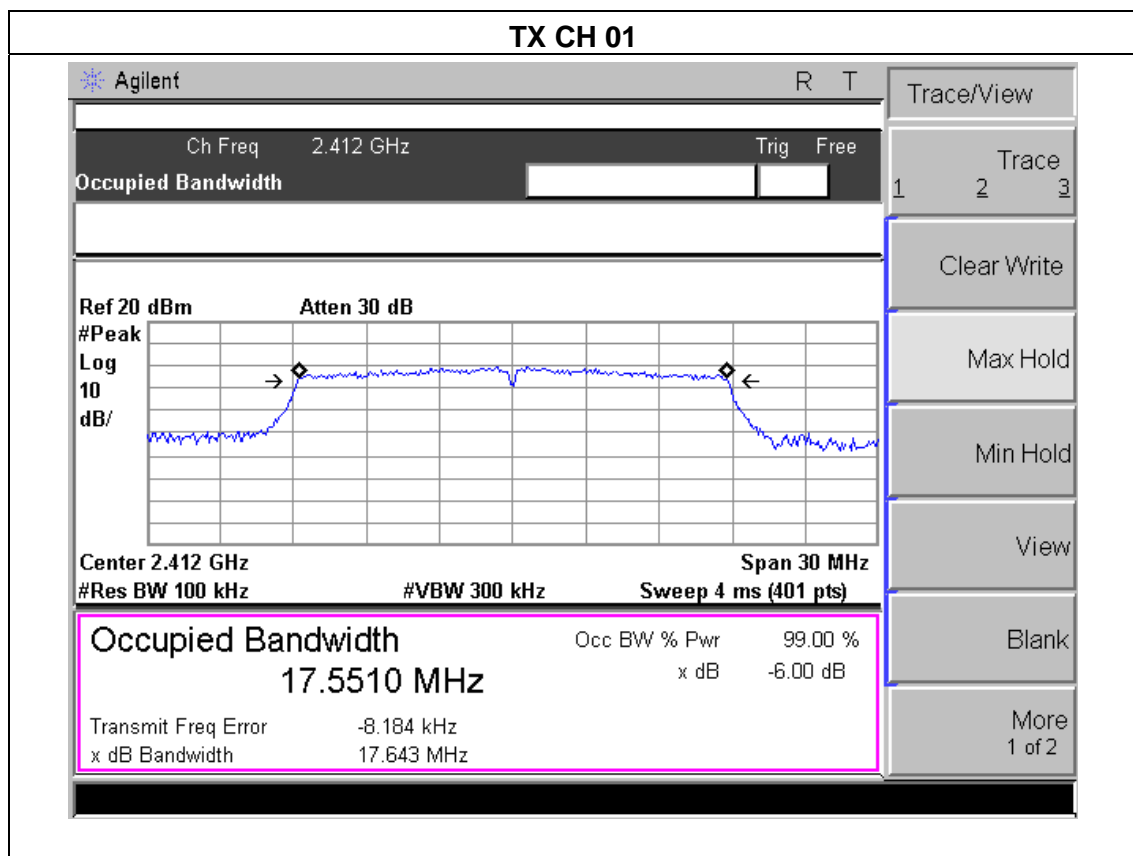 TX CH 01
Agilent R T
Trace/View
Ch Freq 2.412 GHz Trig Free
Occupied Bandwidth
Trace
1 2 3
Clear Write
Ref 20 dBm Atten 30 dB
#Peak
Log
10
dB/
Max Hold
Min Hold
View
Center 2.412 GHz Span 30 MHz
#Res BW 100 kHz #VBW 300 kHz Sweep 4 ms (401 pts)
Occupied Bandwidth Occ BW % Pwr 99.00 %
17.5510 MHz x dB -6.00 dB
Blank
Transmit Freq Error -8.184 kHz
x dB Bandwidth 17.643 MHz
More
1 of 2